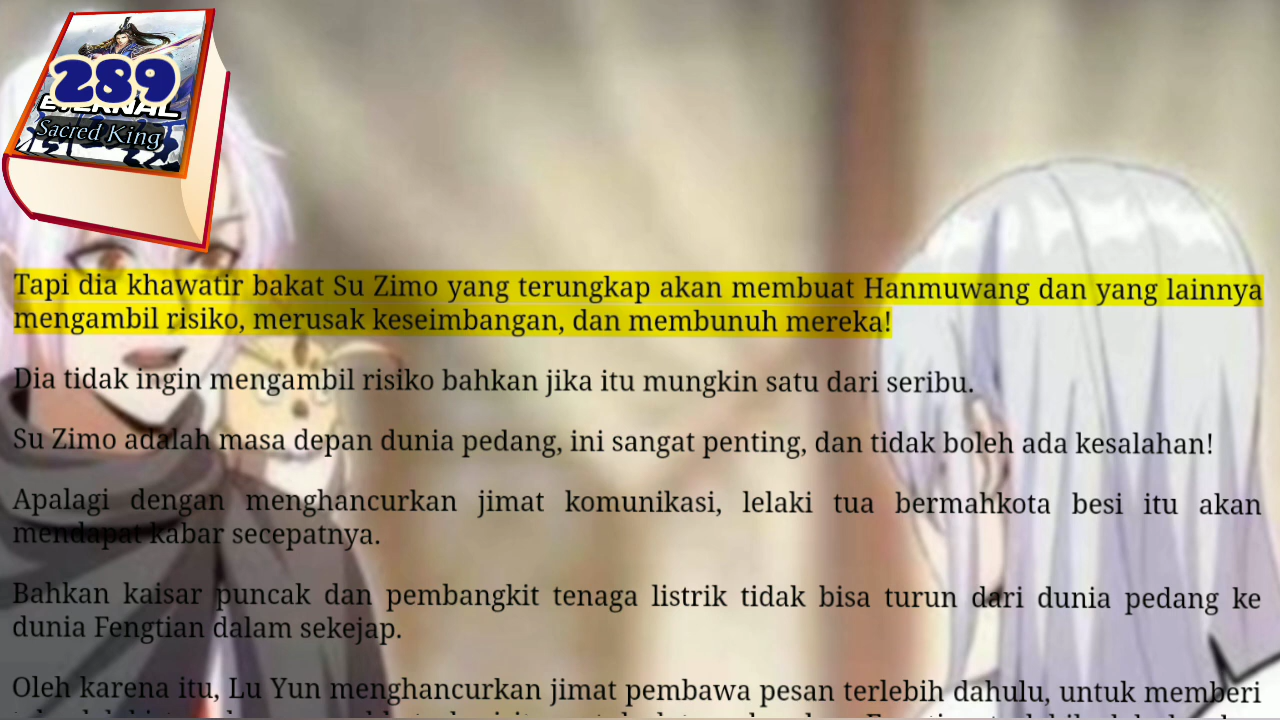 289
ETERNAL
Sacred King
Tapi dia khawatir bakat Su Zimo yang terungkap akan membuat Hanmuwang dan yang lainnya
mengambil risiko, merusak keseimbangan, dan membunuh mereka!
Dia tidak ingin mengambil risiko bahkan jika itu mungkin satu dari seribu.
Su Zimo adalah masa depan dunia pedang, ini sangat penting, dan tidak boleh ada kesalahan!
Apalagi dengan menghancurkan jimat komunikasi, lelaki tua bermahkota besi itu akan
mendapat kabar secepatnya.
Bahkan kaisar puncak dan pembangkit tenaga listrik tidak bisa turun dari dunia pedang ke
dunia Fengtian dalam sekejap.
Oleh karena itu, Lu Yun menghancurkan jimat pembawa pesan terlebih dahulu, untuk memberi